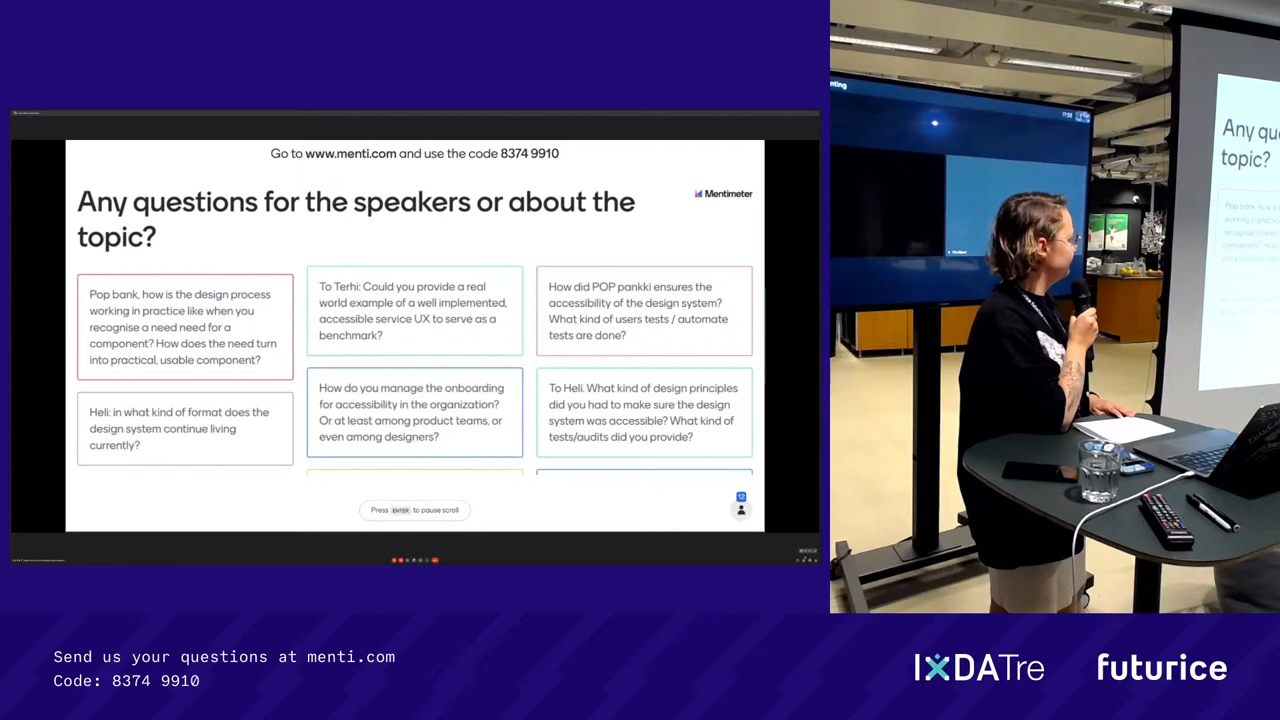 Go to www.menti.com and use the code 8374 9910
Any questions for the speakers or about the
topic?
Mentimeter
Pop bank, how is the design process
working in practice like when you
recognise a need need for a
component? How does the need turn
into practical, usable component?
Heli: in what kind of format does the
design system continue living
currently?
To Terhi: Could you provide a real
world example of a well implemented,
accessible service UX to serve as a
benchmark?
How do you manage the onboarding
for accessibility in the organization?
Or at least among product teams, or
even among designers?
How did POP pankki ensures the
accessibility of the design system?
What kind of users tests / automate
tests are done?
To Heli. What kind of design principles
did you had to make sure the design
system was accessible? What kind of
tests/audits did you provide?
Press ENTER to pause scroll
12
Any que
topic?
Send us your questions at menti.com
Code: 8374 9910
IXDATre
futurice